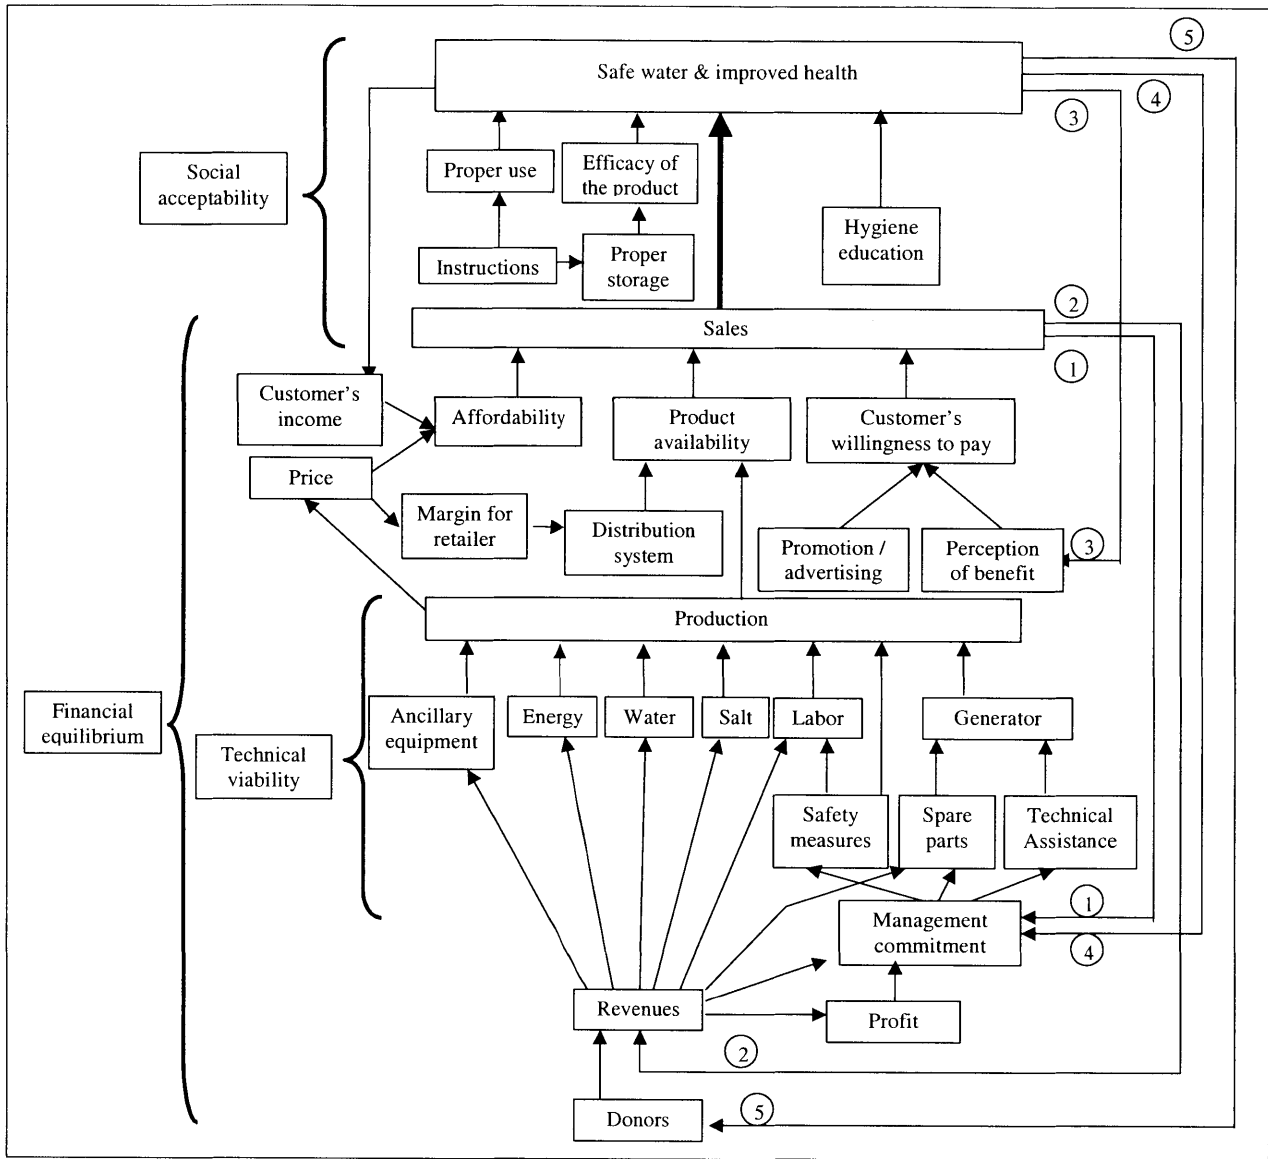 5
Safe water & improved health
4
3
Social
acceptability
Proper use
Efficacy of
the product
Hygiene
education
Instructions
Proper
storage
2
Sales
1
Customer's
income
Affordability
Product
availability
Customer's
willingness to pay
Price
Margin for
retailer
Distribution
system
Promotion /
advertising
Perception
of benefit
3
Production
Financial
equilibrium
Technical
viability
Ancillary
equipment
Energy
Water
Salt
Labor
Generator
Safety
measures
Spare
parts
Technical
Assistance
Management
commitment
1
4
Revenues
Profit
2
Donors
5